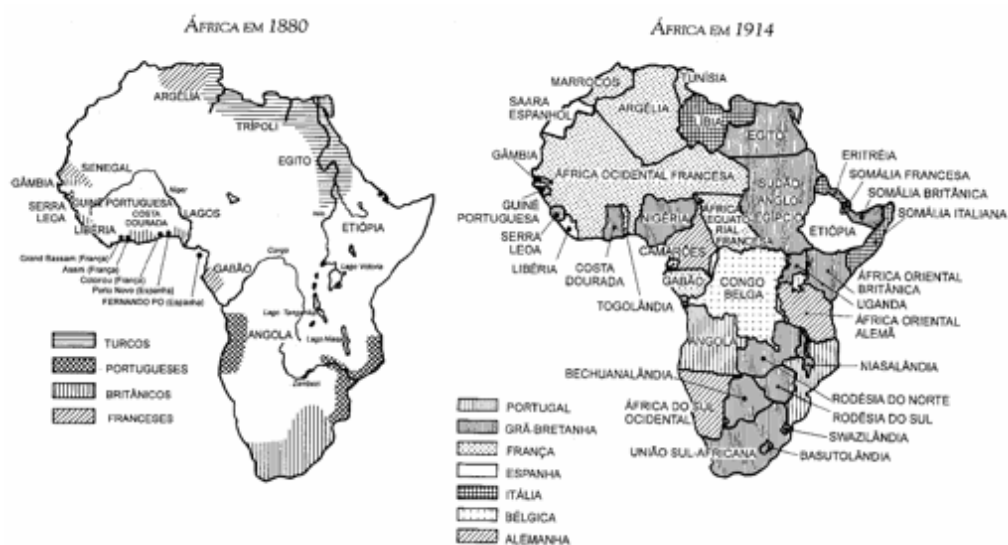 ÁFRICA EM 1880
ARGÉLIA
TRÍPOLI
EGITO
SENEGAL
GÂMBIA
Niger
GUINÉ PORTUGUESA
SERRA
LEOA
COSTA
DOURADA
LAGOS
LIBÉRIA
ETIÓPIA
Grand Bassam (França)
Assini (França)
Cotonou (França)
Porto Novo (Espanha)
FERNANDO PO (Espanha)
GABÃO
Congo
Lago Victoria
Lago Tanganica
ANGOLA
Lago Niassa
Zambezi
TURCOS
PORTUGUESES
BRITÂNICOS
FRANCESES
ÁFRICA EM 1914
MARROCOS
TUNÍSIA
ARGÉLIA
SAARA
ESPANHOL
LÍBIA
EGITO
GÂMBIA
ÁFRICA OCIDENTAL FRANCESA
ERITRÉIA
SOMÁLIA FRANCESA
SOMÁLIA BRITÂNICA
SOMÁLIA ITALIANA
GUINÉ
PORTUGUESA
SERRA
LEOA
LIBÉRIA
NIGÉRIA
SUDÃO
ANGLO-
EGÍPCIO
ÁFRICA
EQUATO
RIAL
FRANCESA
ETIÓPIA
CAMARÕES
COSTA
DOURADA
TOGOLÂNDIA
GABÃO
CONGO
BELGA
ÁFRICA ORIENTAL
BRITÂNICA
UGANDA
ÁFRICA ORIENTAL
ALEMÃ
ANGOLA
NIASALÂNDIA
BECHUANALÂNDIA
RODÉSIA DO NORTE
RODÉSIA DO SUL
ÁFRICA DO SUL
OCIDENTAL
SWAZILÂNDIA
UNIÃO SUL-AFRICANA
BASUTOLÂNDIA
PORTUGAL
GRÃ-BRETANHA
FRANÇA
ESPANHA
ITÁLIA
BÉLGICA
ALEMANHA